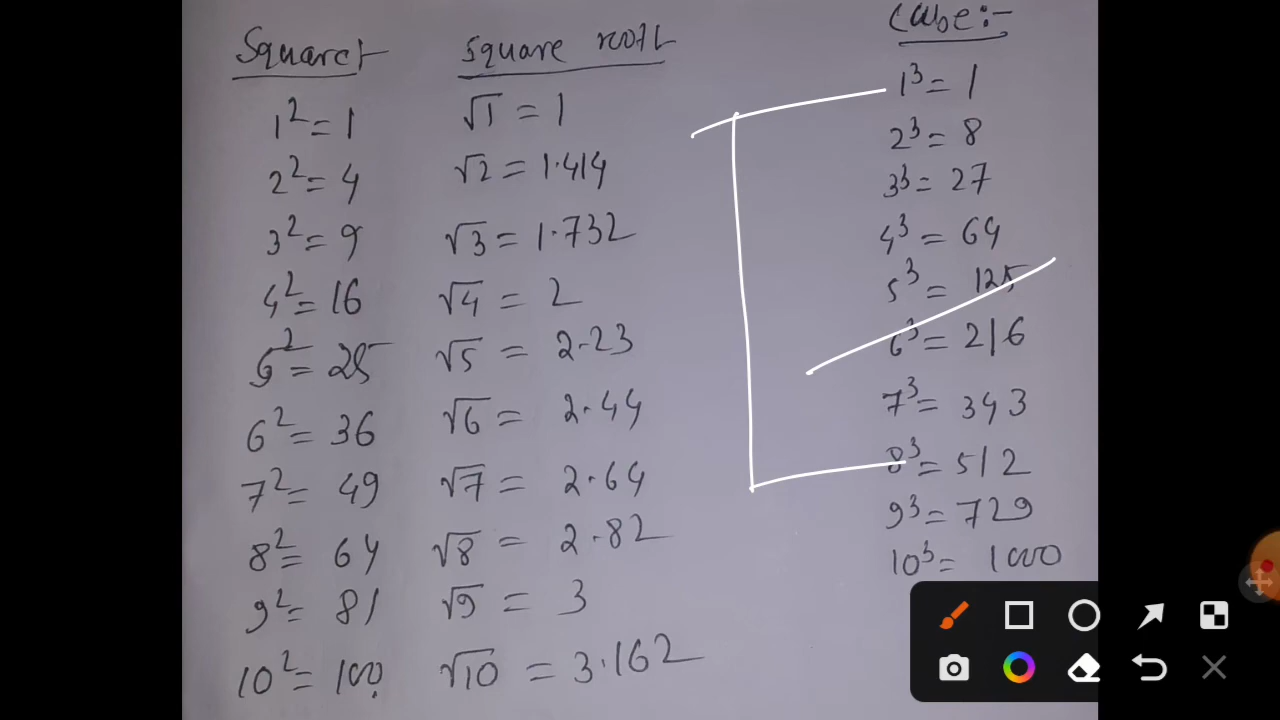 Square:-
1² = 1
2² = 4
3² = 9
4² = 16
5² = 25
6² = 36
7² = 49
8² = 64
9² = 81
10² = 100
Square root
√1 = 1
√2 = 1.414
√3 = 1.732
√4 = 2
√5 = 2.23
√6 = 2.44
√7 = 2.64
√8 = 2.82
√9 = 3
√10 = 3.162
Cube:-
1³ = 1
2³ = 8
3³ = 27
4³ = 64
5³ = 125
6³ = 216
7³ = 343
8³ = 512
9³ = 729
10³ = 1000